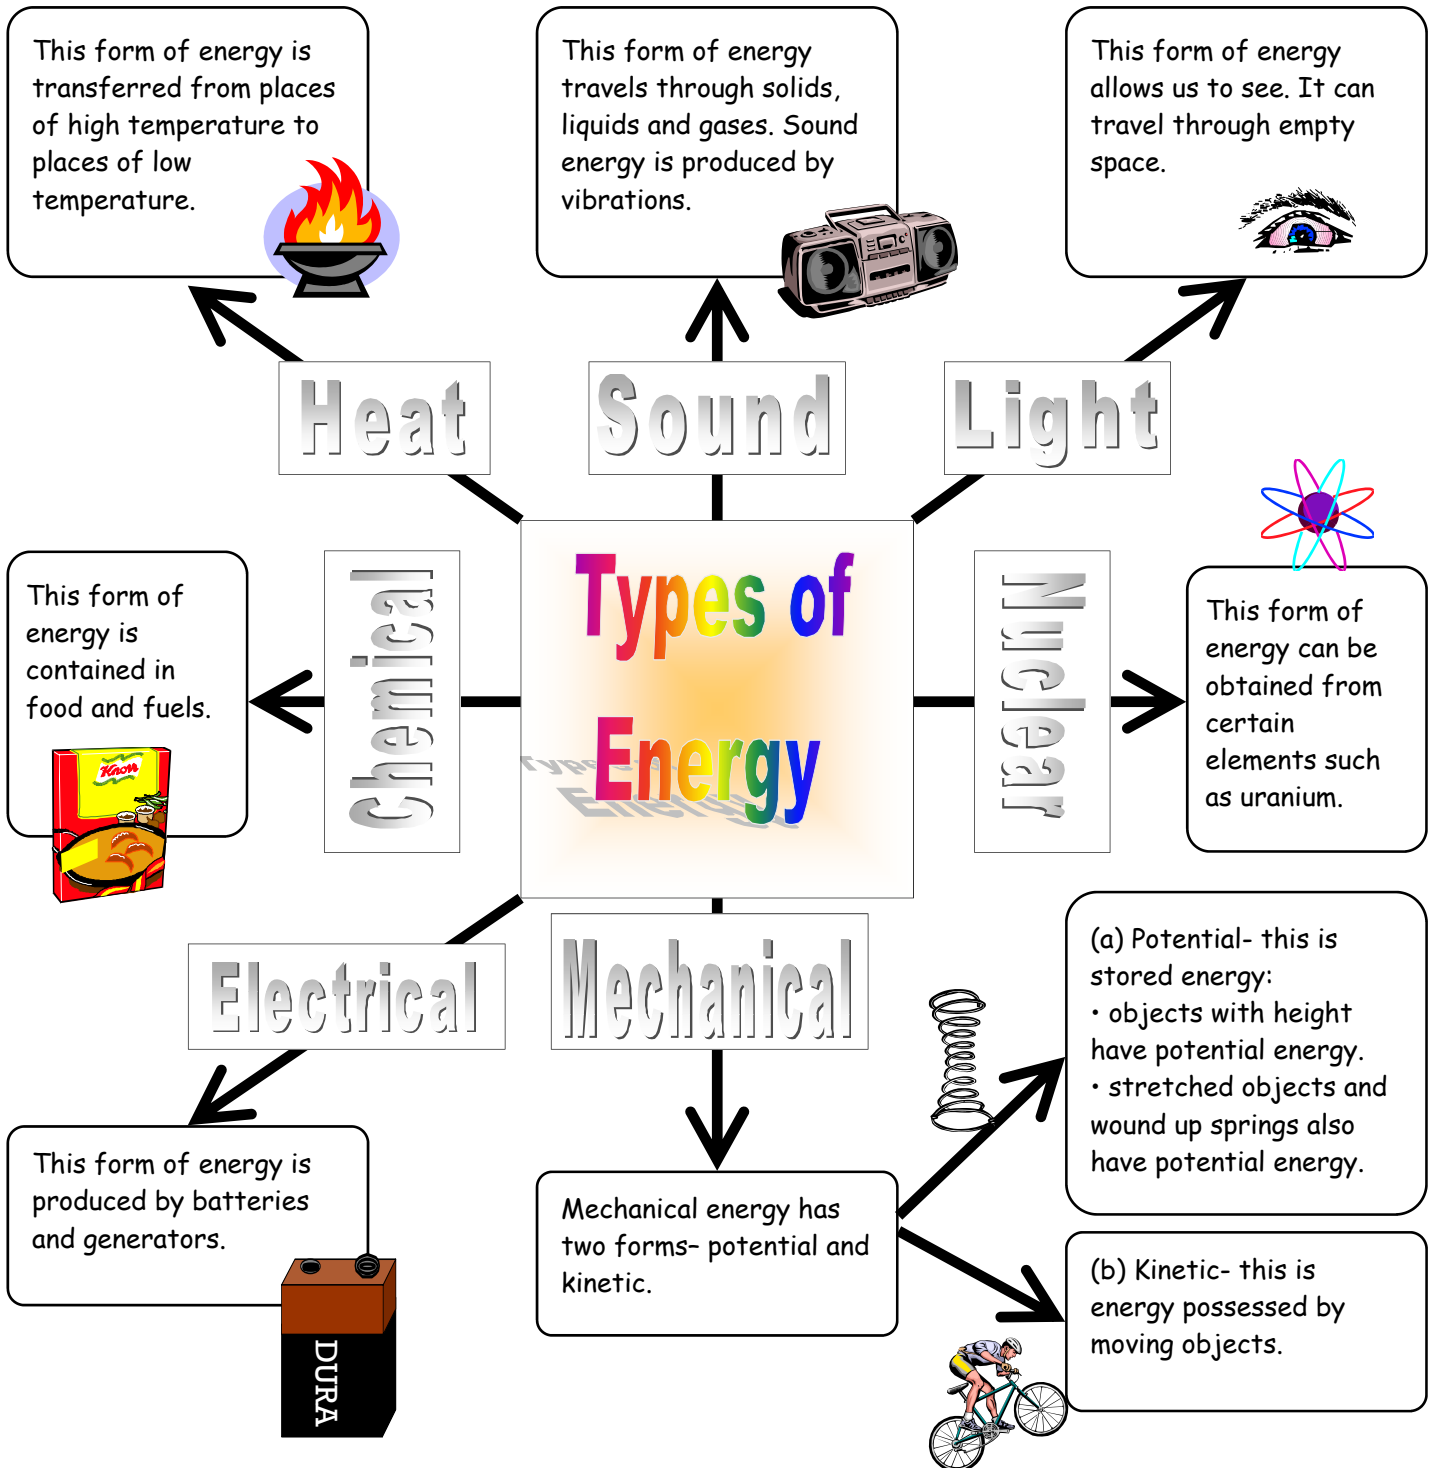 This form of energy is
transferred from places
of high temperature to
places of low
temperature.
This form of energy
travels through solids,
liquids and gases. Sound
energy is produced by
vibrations.
This form of energy
allows us to see. It can
travel through empty
space.
Heat
Sound
Light
This form of
energy is
contained in
food and fuels.
Knorr
Chemical
Types of
Energy
Nuclear
This form of
energy can be
obtained from
certain
elements such
as uranium.
Electrical
Mechanical
This form of energy is
produced by batteries
and generators.
DURA
Mechanical energy has
two forms– potential and
kinetic.
(a) Potential- this is
stored energy:
• objects with height
have potential energy.
• stretched objects and
wound up springs also
have potential energy.
(b) Kinetic- this is
energy possessed by
moving objects.